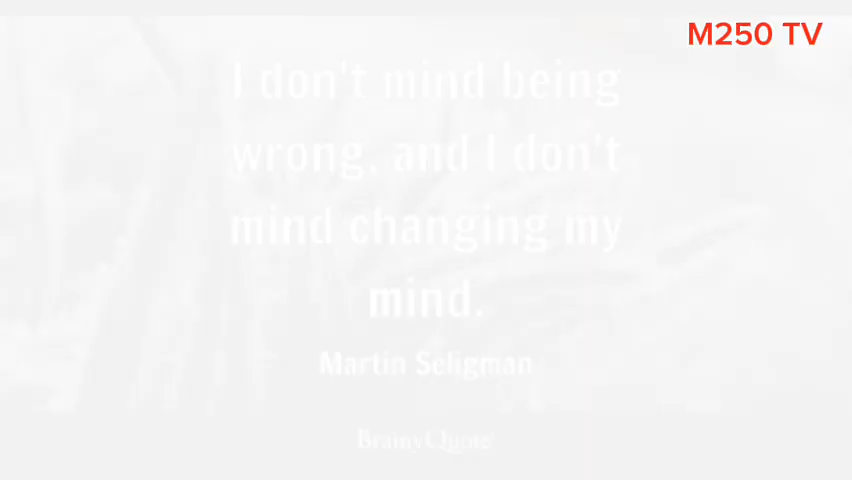 M250 TV
I don't mind being
wrong, and I don't
mind changing my
mind.
Martin Seligman
BrainyQuote